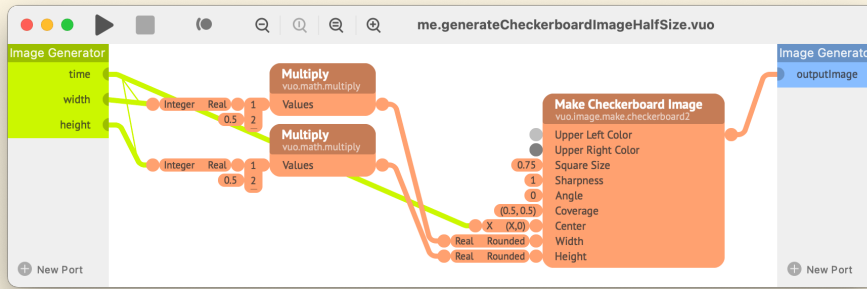 me.generateCheckerboardImageHalfSize.vuo
Image Generator
time
width
height
New Port
Integer Real 1
0.5 2
Multiply
vuo.math.multiply
Values
Integer Real 1
0.5 2
Multiply
vuo.math.multiply
Values
Make Checkerboard Image
vuo.image.make.checkerboard2
Upper Left Color
Upper Right Color
0.75 Square Size
1 Sharpness
0 Angle
(0.5, 0.5) Coverage
X (X,0) Center
Real Rounded Width
Real Rounded Height
Image Generato
outputImage
New Port